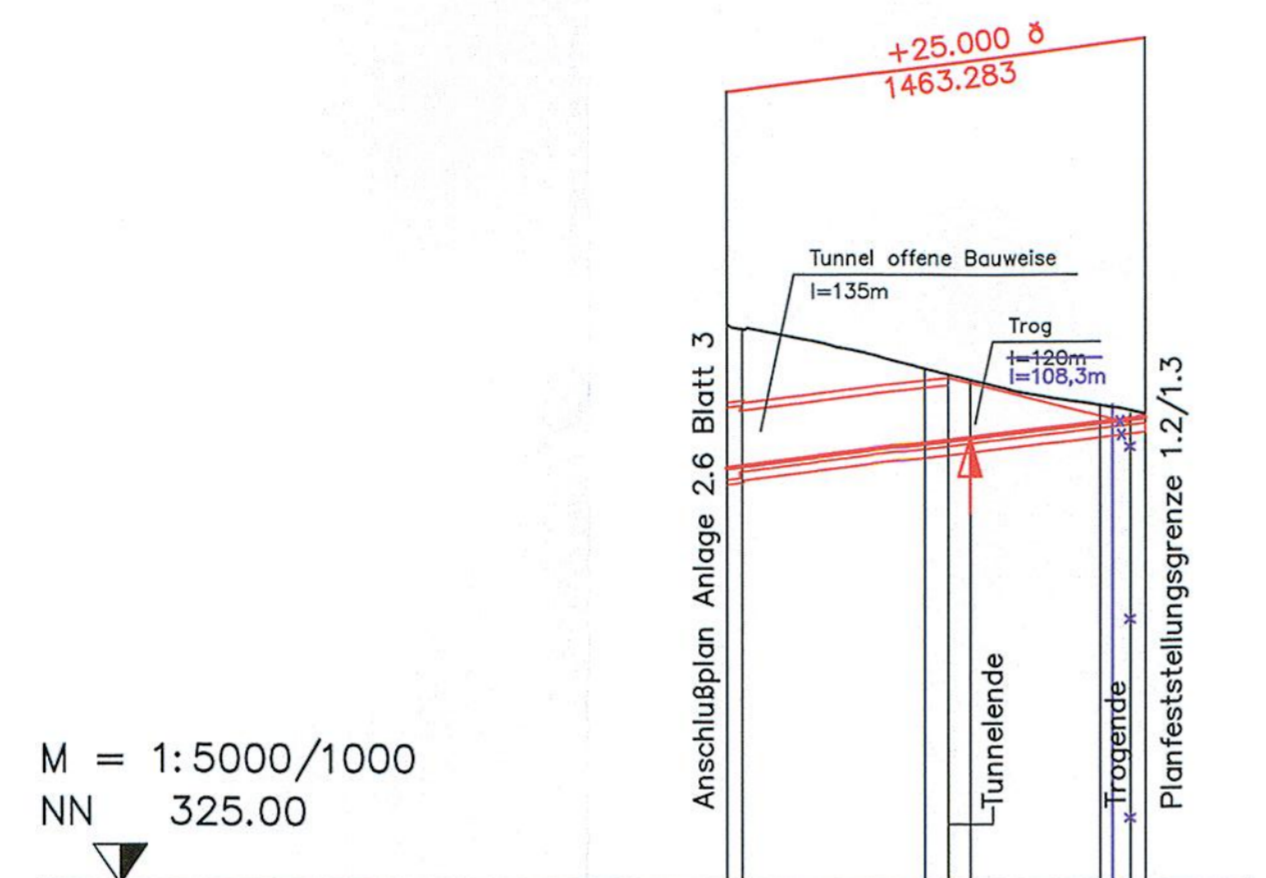 +25.000 ǒ
1463.283
Tunnel offene Bauweise
l=135m
Trog
l=120m
l=108,3m
Anschlußplan Anlage 2.6 Blatt 3
Tunnelende
Trogende
Planfeststellungsgrenze 1.2/1.3
M = 1:5000/1000
NN 325.00